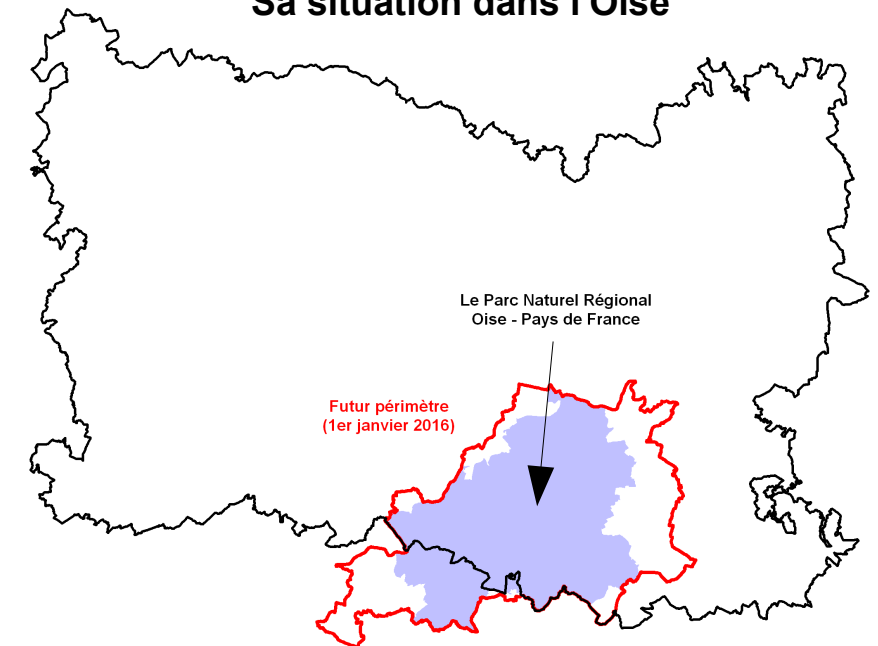 Sa situation dans l'Oise
Le Parc Naturel Régional
Oise - Pays de France
Futur périmètre
(1er janvier 2016)